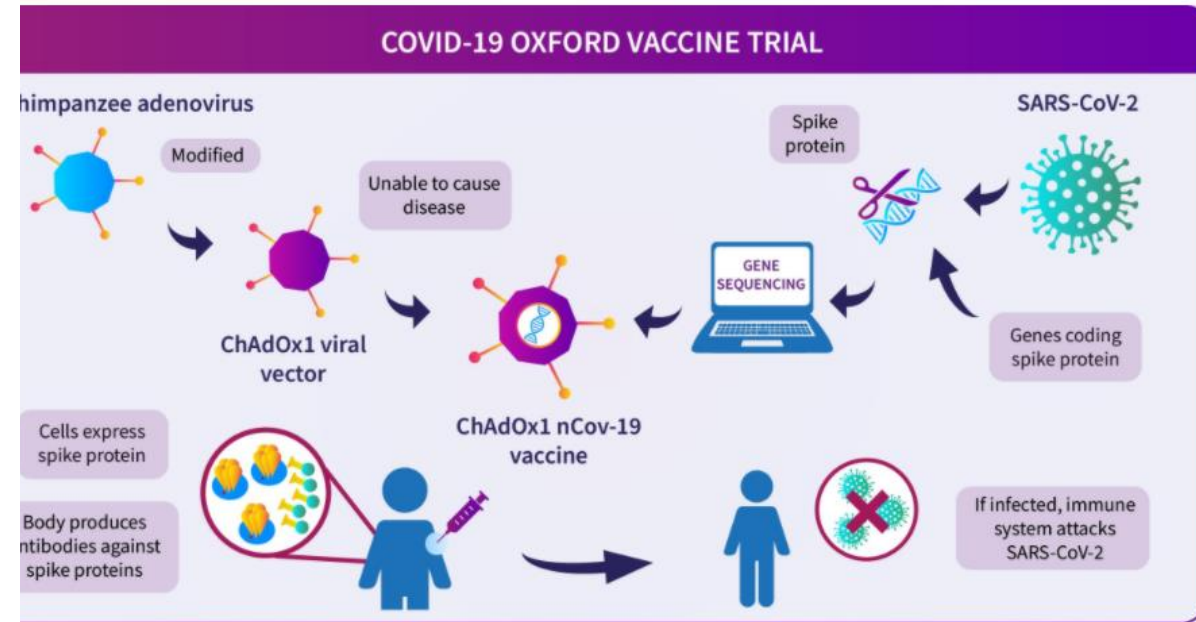 COVID-19 OXFORD VACCINE TRIAL
himpanzee adenovirus
Modified
Unable to cause
disease
Spike
protein
SARS-CoV-2
GENE
SEQUENCING
Genes coding
spike protein
ChAdOx1 viral
vector
ChAdOx1 nCov-19
vaccine
Cells express
spike protein
Body produces
ntibodies against
spike proteins
If infected, immune
system attacks
SARS-CoV-2